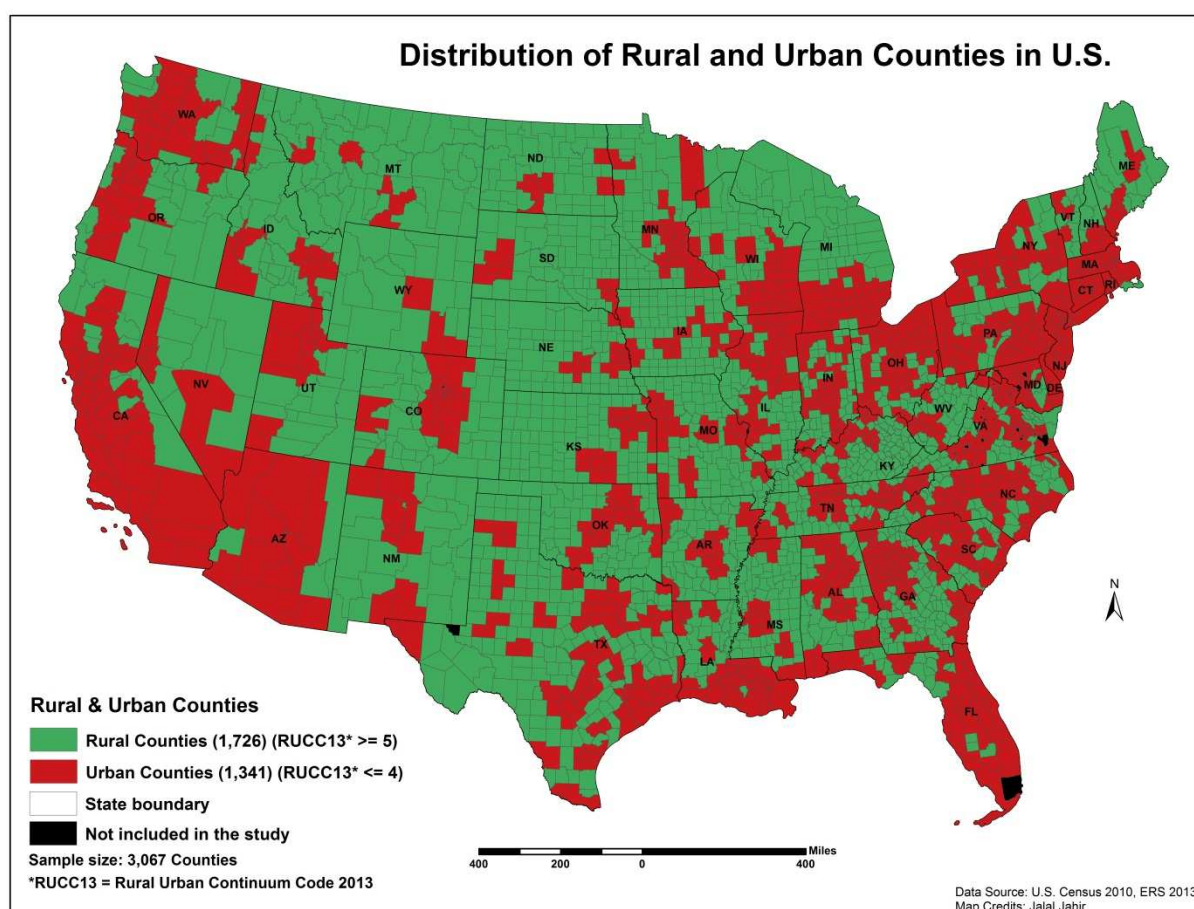 Distribution of Rural and Urban Counties in U.S.
WA
MT
ND
ME
OR
ID
MN
VT
NH
NY
WI
MI
SD
MA
WY
CT
RI
IA
PA
NE
OH
NJ
NV
UT
IN
MD
DE
CA
CO
IL
WV
VA
MO
KS
KY
NC
TN
AZ
OK
AR
SC
NM
AL
GA
MS
TX
LA
FL
N
Rural & Urban Counties
Rural Counties (1,726) (RUCC13* >= 5)
Urban Counties (1,341) (RUCC13* <= 4)
State boundary
Not included in the study
Sample size: 3,067 Counties
*RUCC13 = Rural Urban Continuum Code 2013
Miles
400 200 0 400
Data Source: U.S. Census 2010, ERS 2013
Map Credits: Jalal Jahir